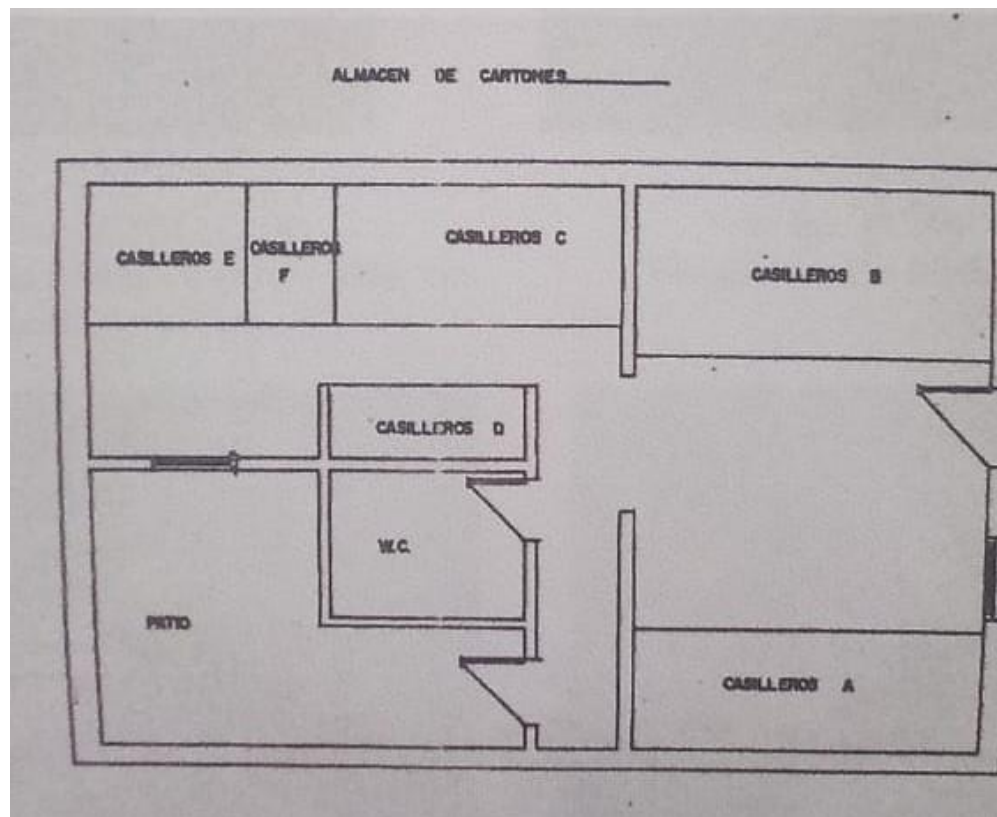 ALMACEN DE CARTONES
CASILLEROS E
CASILLEROS
F
CASILLEROS C
CASILLEROS B
CASILLEROS D
W.C.
PATIO
CASILLEROS A